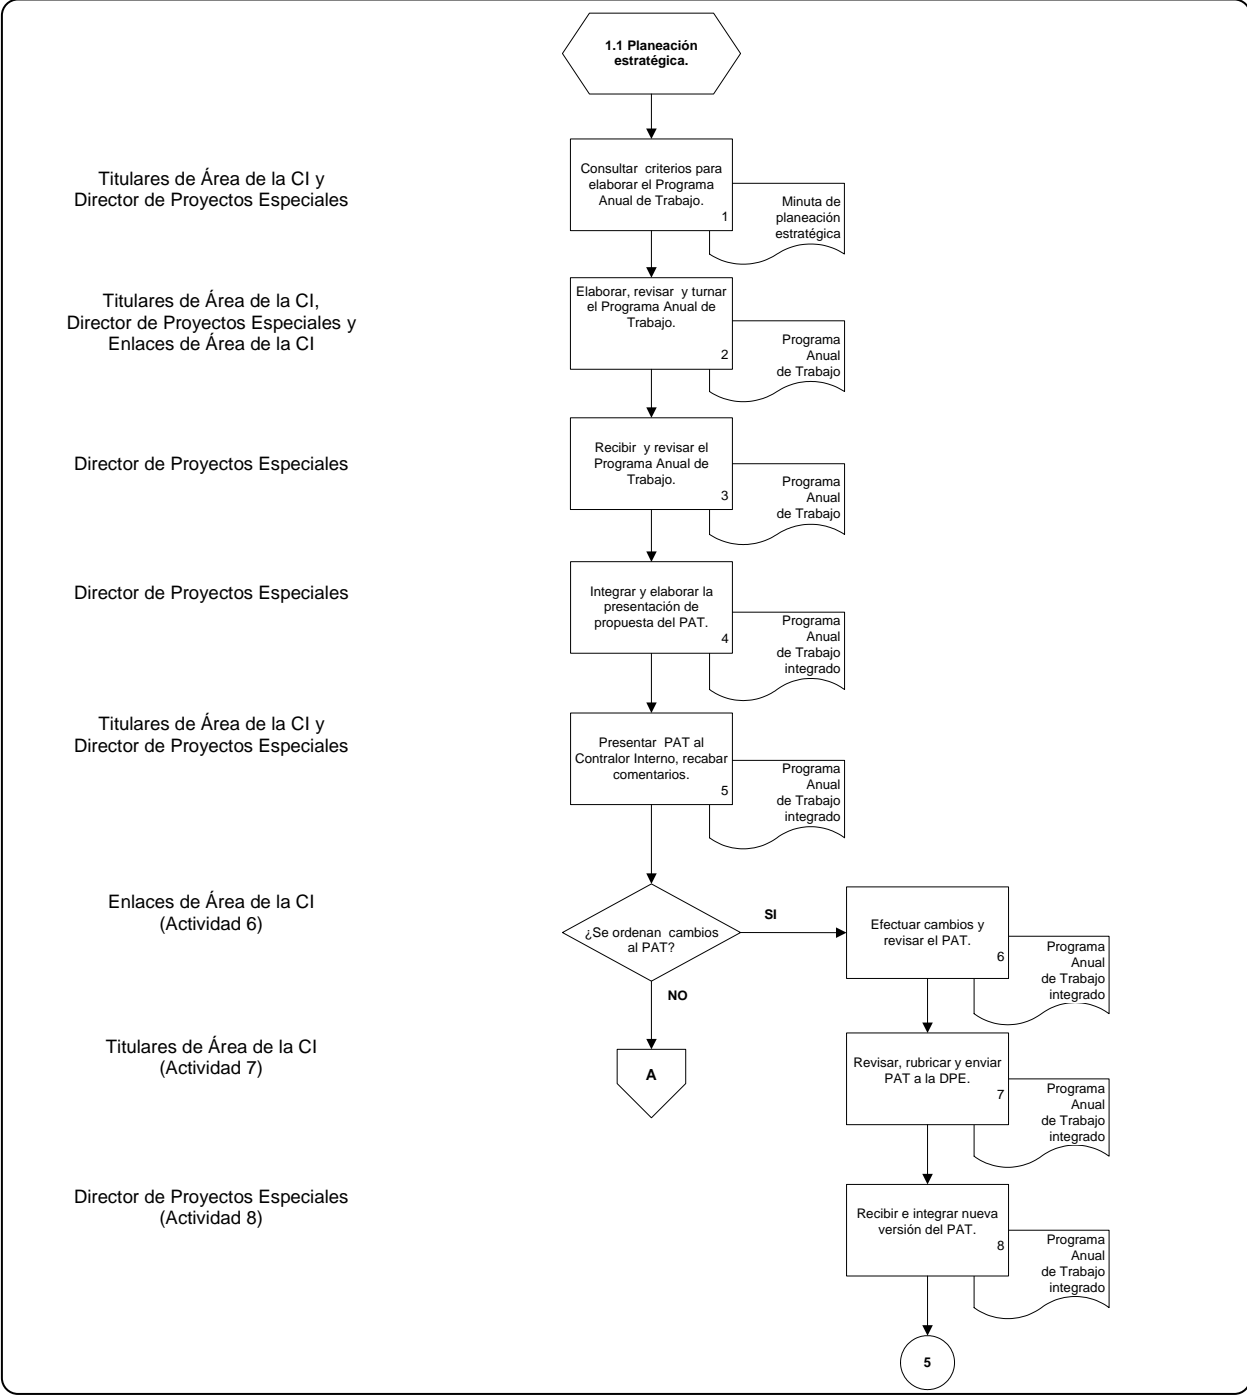 1.1 Planeación
estratégica.
Titulares de Área de la CI y
Director de Proyectos Especiales
Consultar criterios para
elaborar el Programa
Anual de Trabajo.
1
Minuta de
planeación
estratégica
Titulares de Área de la CI,
Director de Proyectos Especiales y
Enlaces de Área de la CI
Elaborar, revisar y turnar
el Programa Anual de
Trabajo.
2
Programa
Anual
de Trabajo
Director de Proyectos Especiales
Recibir y revisar el
Programa Anual de
Trabajo.
3
Programa
Anual
de Trabajo
Director de Proyectos Especiales
Integrar y elaborar la
presentación de
propuesta del PAT.
4
Programa
Anual
de Trabajo
integrado
Titulares de Área de la CI y
Director de Proyectos Especiales
Presentar PAT al
Contralor Interno, recabar
comentarios.
5
Programa
Anual
de Trabajo
integrado
Enlaces de Área de la CI
(Actividad 6)
¿Se ordenan cambios
al PAT?
SI
NO
A
Efectuar cambios y
revisar el PAT.
6
Programa
Anual
de Trabajo
integrado
Titulares de Área de la CI
(Actividad 7)
Revisar, rubricar y enviar
PAT a la DPE.
7
Programa
Anual
de Trabajo
integrado
Director de Proyectos Especiales
(Actividad 8)
Recibir e integrar nueva
versión del PAT.
8
Programa
Anual
de Trabajo
integrado
5